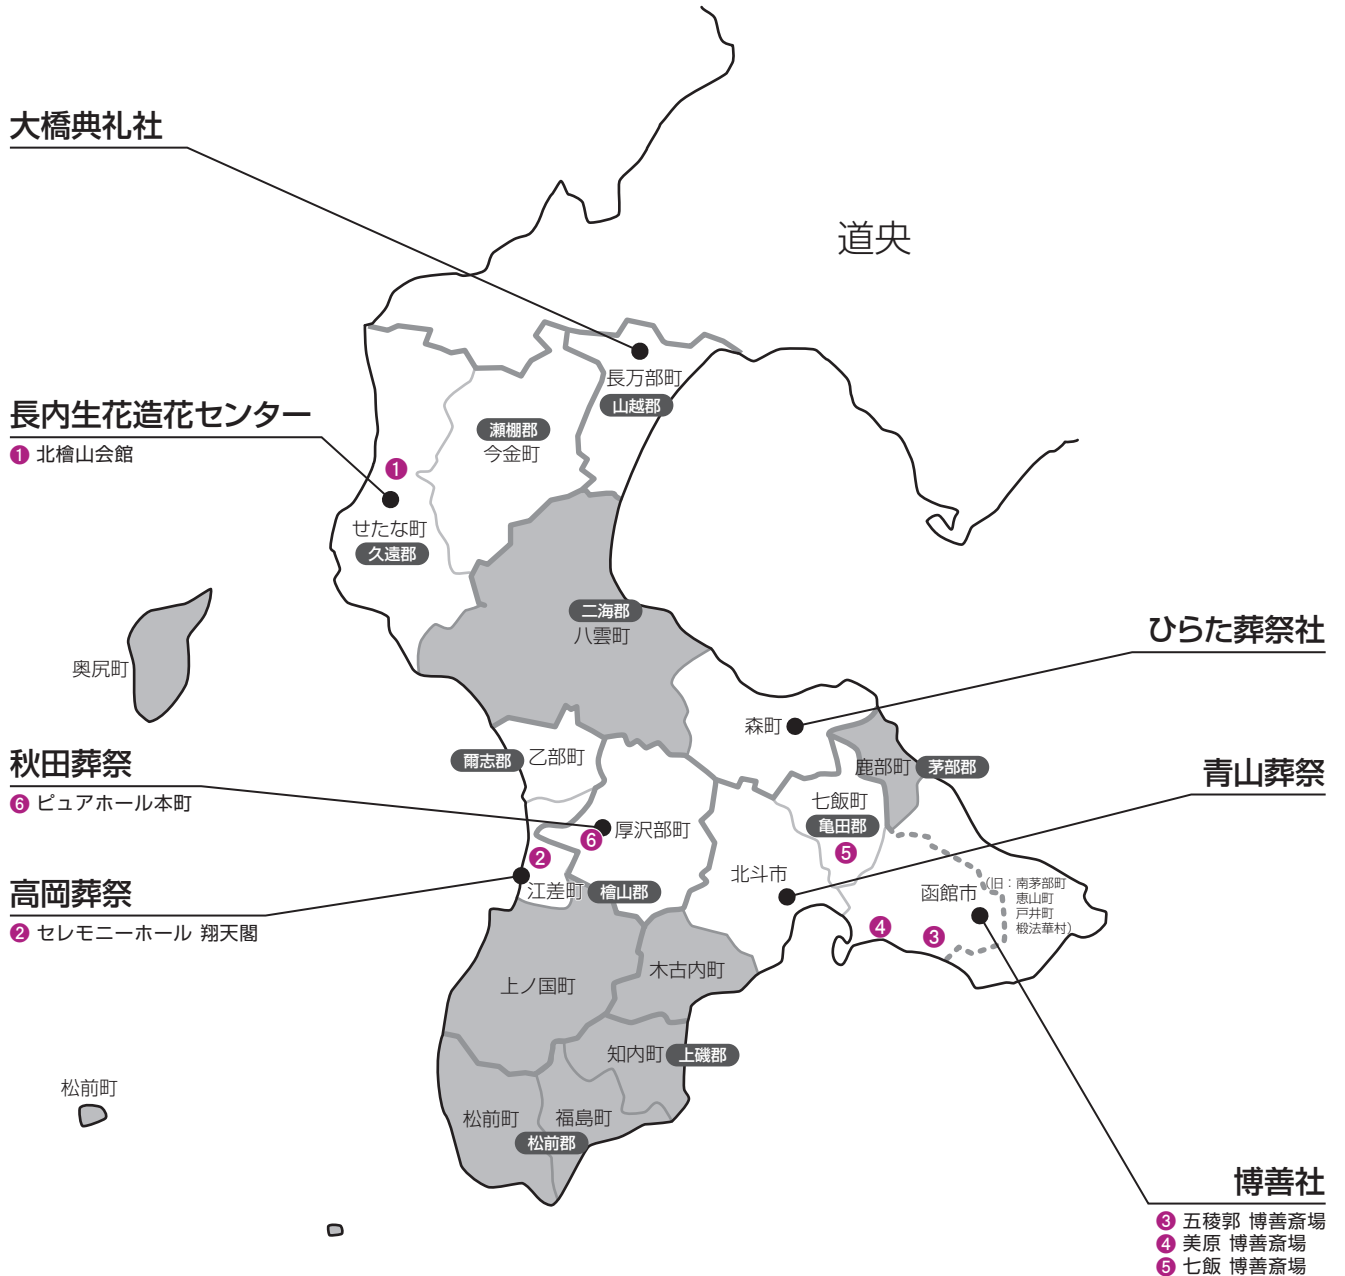 大橋典礼社
道央
長万部町
山越郡
長内生花造花センター
❶ 北檜山会館
瀬棚郡
今金町
❶
せたな町
久遠郡
二海郡
八雲町
ひらた葬祭社
奥尻町
森町
秋田葬祭
❻ ピュアホール本町
爾志郡
乙部町
鹿部町
茅部郡
青山葬祭
七飯町
亀田郡
❺
厚沢部町
❻
❷
高岡葬祭
❷ セレモニーホール 翔天閣
江差町
檜山郡
北斗市
函館市
(旧:南茅部町
恵山町
戸井町
椴法華村)
❹
❸
木古内町
上ノ国町
知内町
上磯郡
松前町
松前町
福島町
松前郡
博善社
❸ 五稜郭 博善斎場
❹ 美原 博善斎場
❺ 七飯 博善斎場